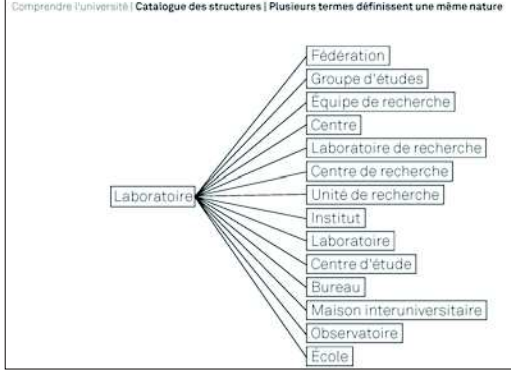 Comprendre l'université | Catalogue des structures | Plusieurs termes définissent une même nature
Fédération
Groupe d'études
Équipe de recherche
Centre
Laboratoire de recherche
Centre de recherche
Laboratoire
Unité de recherche
Institut
Laboratoire
Centre d'étude
Bureau
Maison interuniversitaire
Observatoire
École